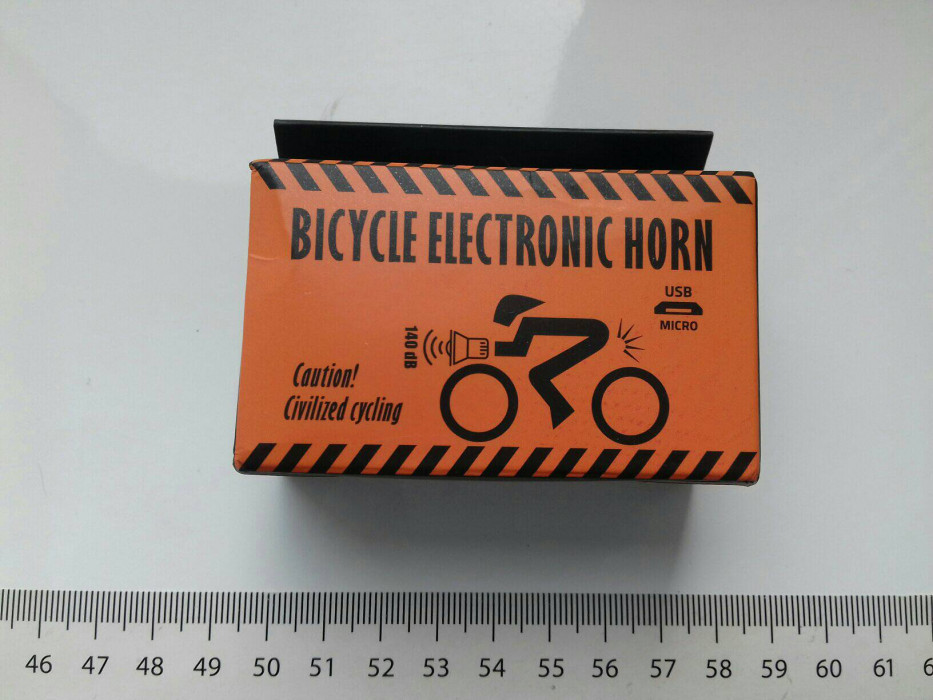 BICYCLE ELECTRONIC HORN
USB
MICRO
140 dB
Caution!
Civilized cycling
46 47 48 49 50 51 52 53 54 55 56 57 58 59 60 61